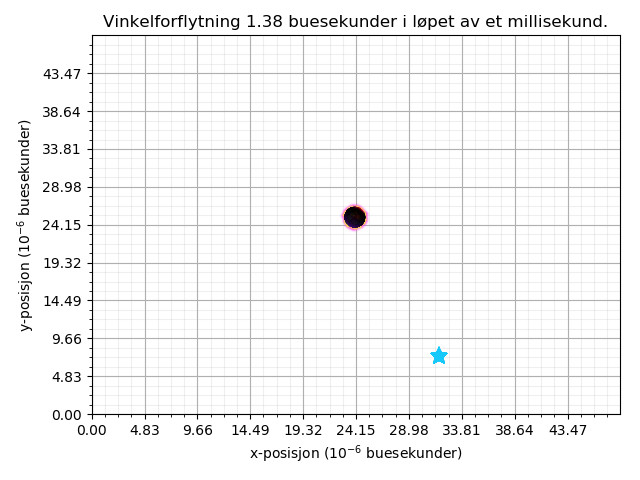 Vinkelforflytning 1.38 buesekunder i løpet av et millisekund.
43.47
38.64
33.81
28.98
24.15
19.32
14.49
9.66
4.83
0.00
y-posisjon (10⁻⁶ buesekunder)
0.00 4.83 9.66 14.49 19.32 24.15 28.98 33.81 38.64 43.47
x-posisjon (10⁻⁶ buesekunder)